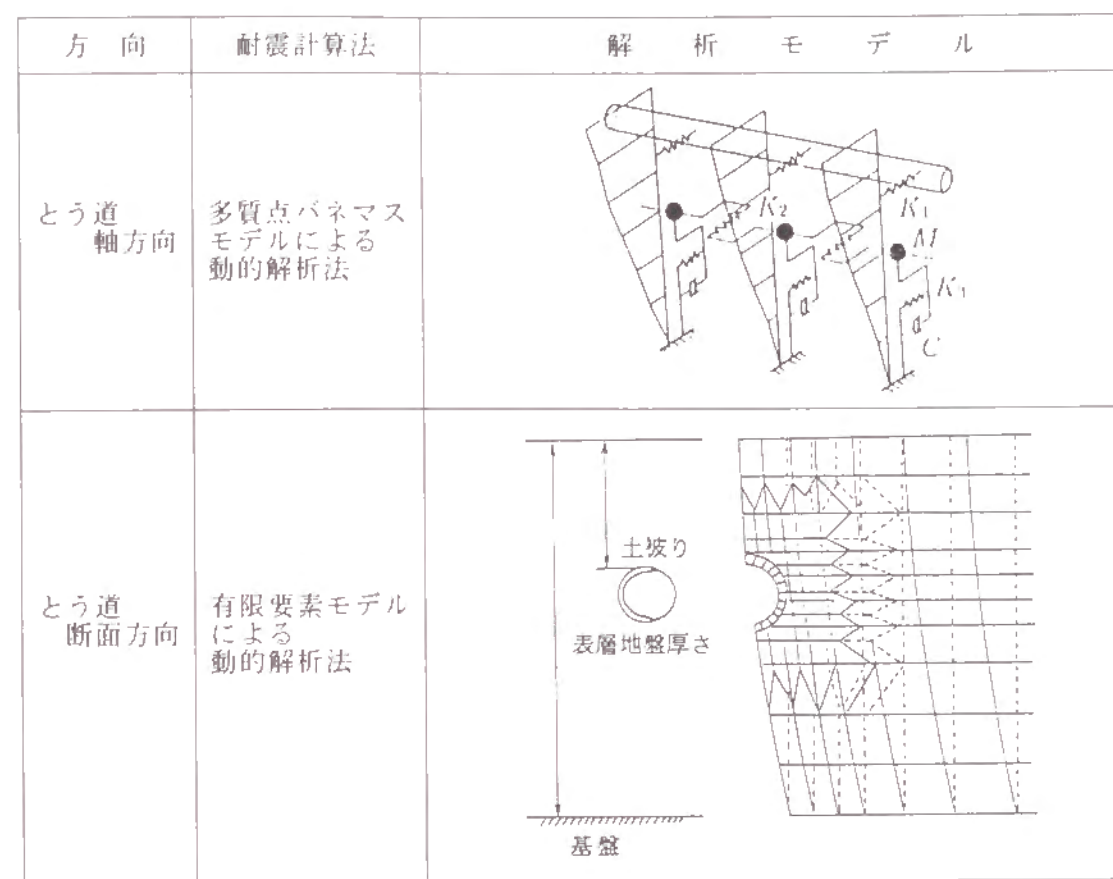 方向
耐震計算法
解析モデル
とう道
軸方向
多質点バネマス
モデルによる
動的解析法
K₂
K₁
M
C
とう道
断面方向
有限要素モデル
による
動的解析法
土被り
表層地盤厚さ
基盤